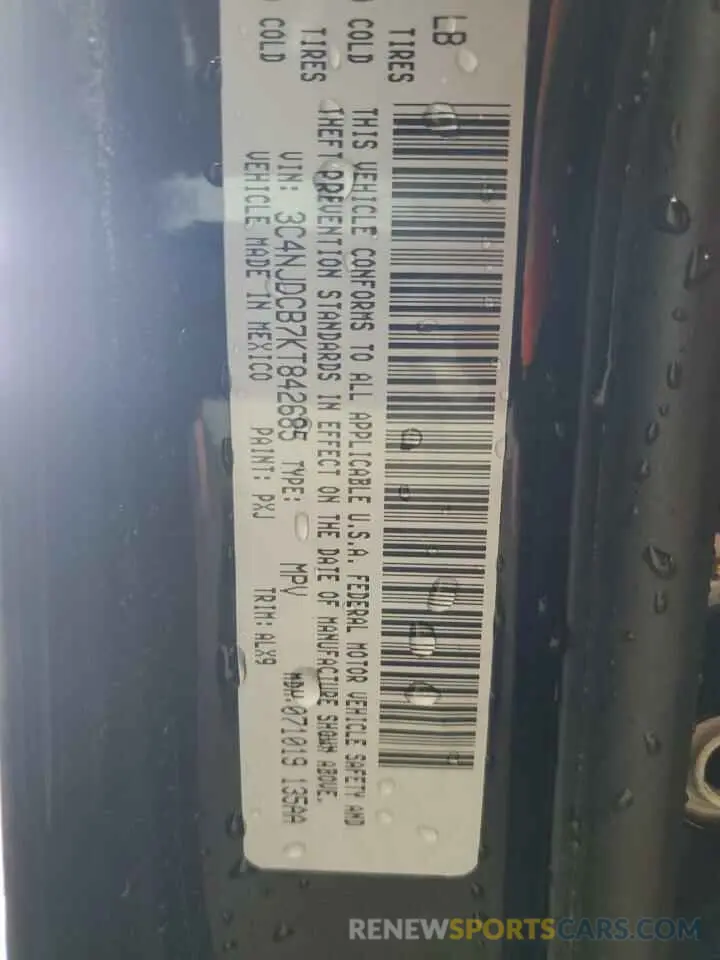 LB
TIRES COLD
TIRES COLD
THIS VEHICLE CONFORMS TO ALL APPLICABLE U.S.A. FEDERAL MOTOR VEHICLE SAFETY AND
THEFT PREVENTION STANDARDS IN EFFECT ON THE DATE OF MANUFACTURE SHOWN ABOVE.
VIN: 3C4NJDCB7KT842685 TYPE: MPV MDH:071019 135AA
VEHICLE MADE IN MEXICO PAINT: PXJ TRIM: ALX9
RENEWSPORTSCARS.COM